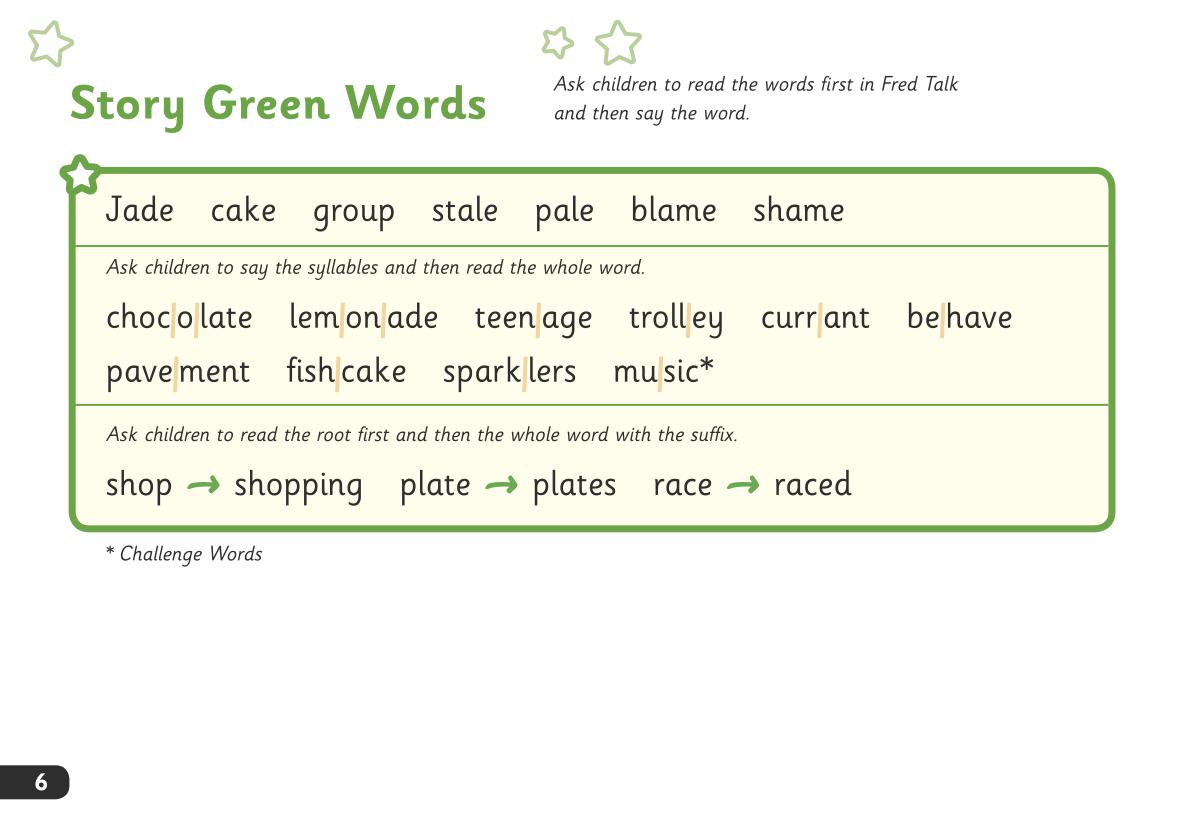 Story Green Words
Ask children to read the words first in Fred Talk
and then say the word.
Jade cake group stale pale blame shame
Ask children to say the syllables and then read the whole word.
choc|o|late lem|on|ade teen|age troll|ey curr|ant be|have
pave|ment fish|cake spark|lers mu|sic*
Ask children to read the root first and then the whole word with the suffix.
shop → shopping plate → plates race → raced
* Challenge Words
6